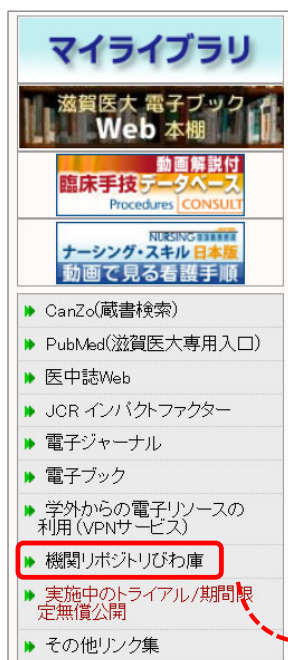 マイライブラリ
滋賀医大 電子ブック
Web 本棚
動画解説付
臨床手技データベース
Procedures CONSULT
ナーシング・スキル 日本版
動画で見る看護手順
CanZo(蔵書検索)
PubMed(滋賀医大専用入口)
医中誌Web
JCR インパクトファクター
電子ジャーナル
電子ブック
学外からの電子リソースの
利用(VPNサービス)
機関リポジトリびわ庫
実施中のトライアル/期間限
定無償公開
その他リンク集